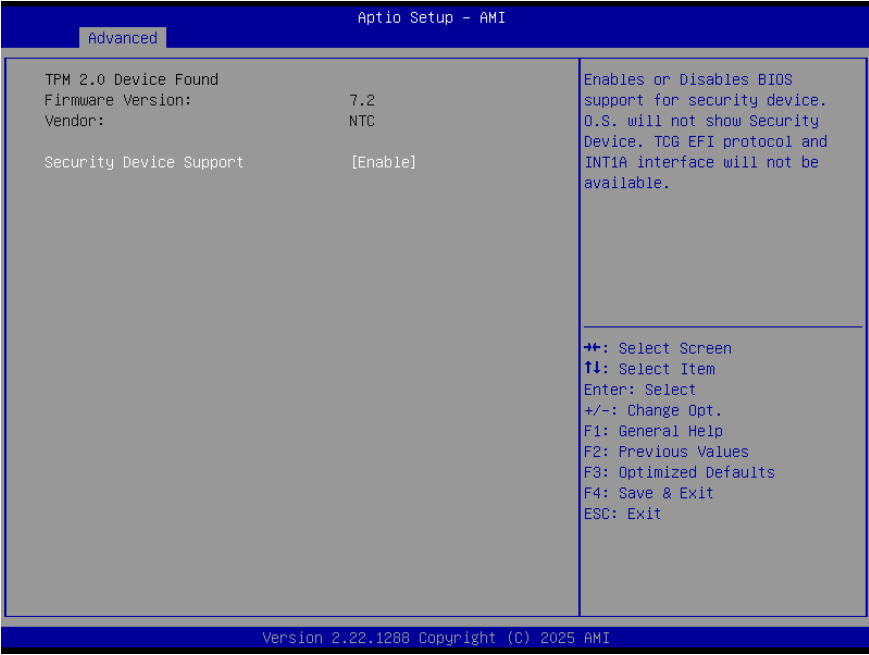 Aptio Setup – AMI
Advanced
TPM 2.0 Device Found
Firmware Version: 7.2
Vendor: NTC
Security Device Support [Enable]
Enables or Disables BIOS
support for security device.
O.S. will not show Security
Device. TCG EFI protocol and
INT1A interface will not be
available.
→←: Select Screen
↑↓: Select Item
Enter: Select
+/-: Change Opt.
F1: General Help
F2: Previous Values
F3: Optimized Defaults
F4: Save & Exit
ESC: Exit
Version 2.22.1288 Copyright (C) 2025 AMI